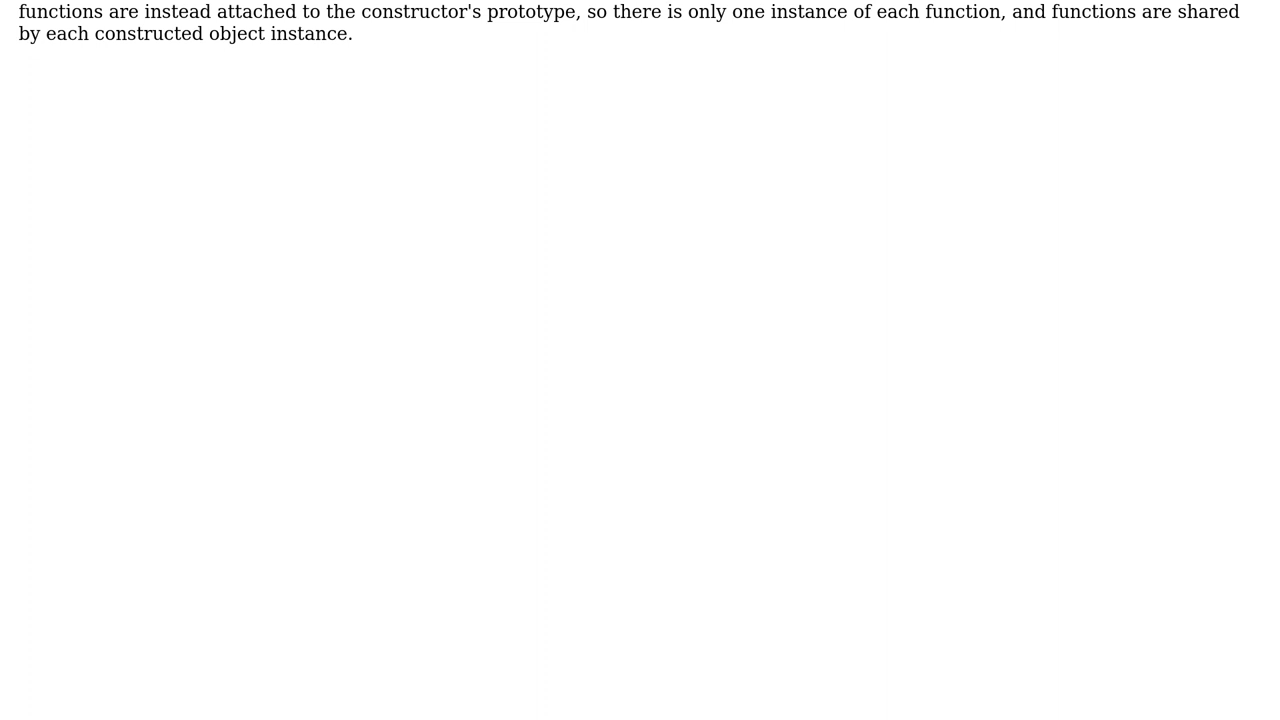 functions are instead attached to the constructor's prototype, so there is only one instance of each function, and functions are shared
by each constructed object instance.